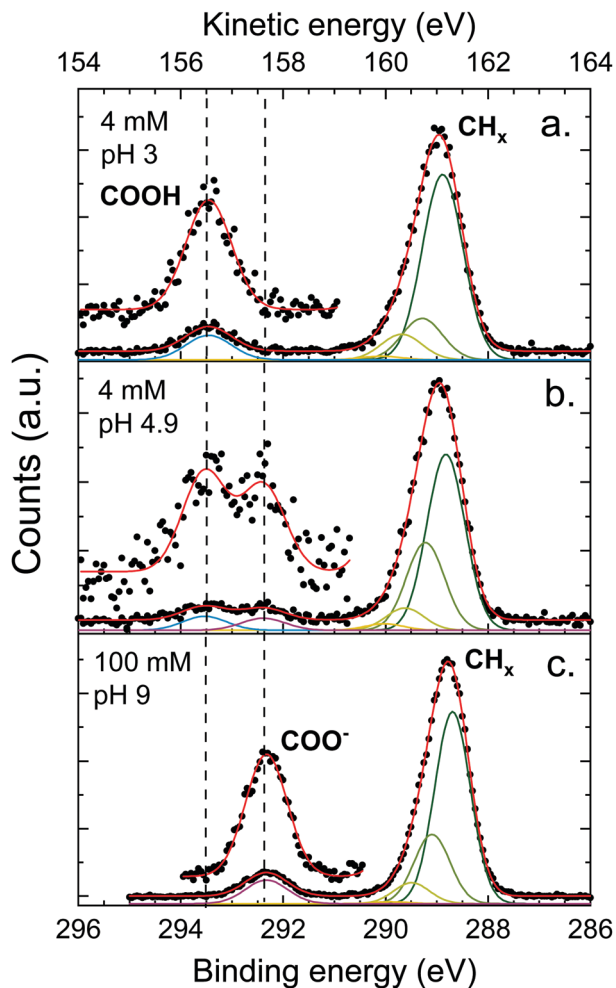 Kinetic energy (eV)
154 156 158 160 162 164
4 mM
pH 3
CHₓ
a.
COOH
4 mM
pH 4.9
b.
Counts (a.u.)
100 mM
pH 9
CHₓ
c.
COO⁻
296 294 292 290 288 286
Binding energy (eV)